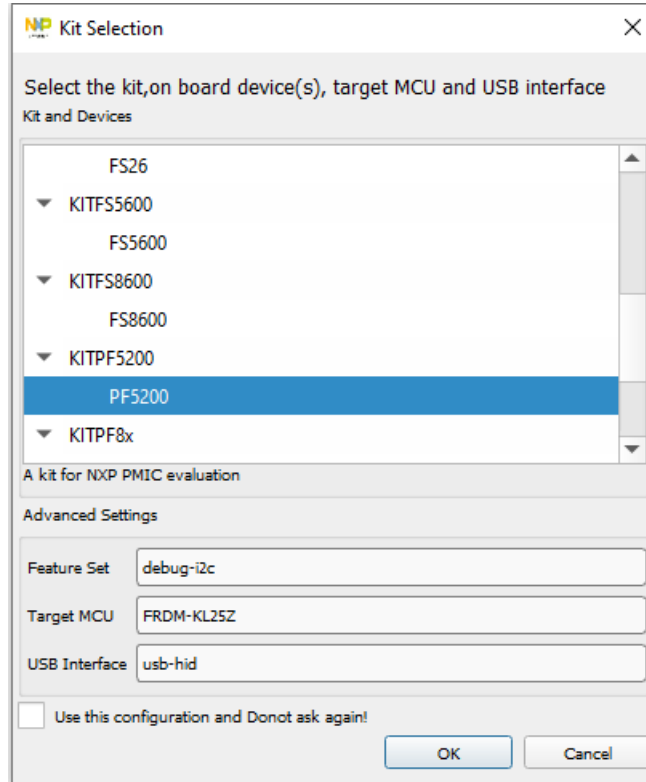 NXP Kit Selection
Select the kit,on board device(s), target MCU and USB interface
Kit and Devices
FS26
KITFS5600
FS5600
KITFS8600
FS8600
KITPF5200
PF5200
KITPF8x
A kit for NXP PMIC evaluation
Advanced Settings
Feature Set debug-i2c
Target MCU FRDM-KL25Z
USB Interface usb-hid
Use this configuration and Donot ask again!
OK Cancel